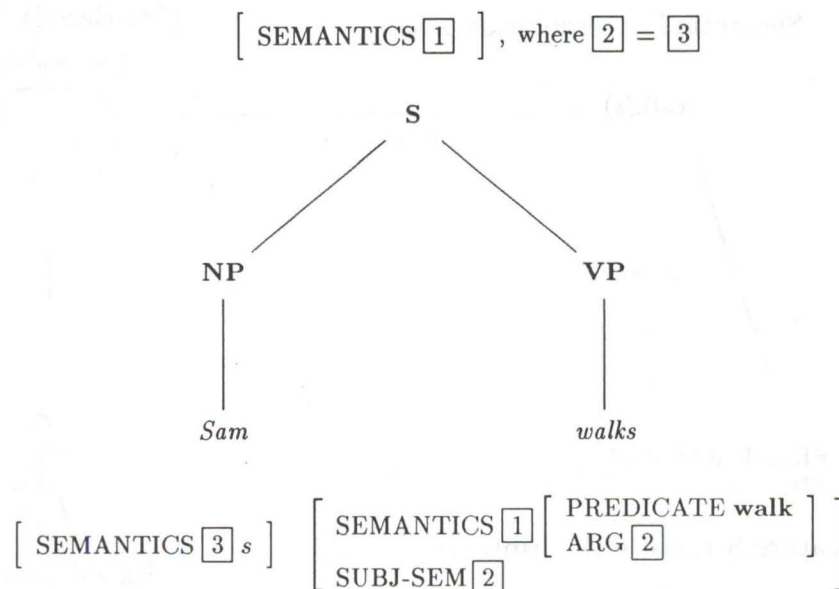 [ SEMANTICS 1 ] , where 2 = 3
S
NP VP
Sam walks
[ SEMANTICS 3 s ] [ SEMANTICS 1 [ PREDICATE walk
ARG 2 ]
SUBJ-SEM 2 ]